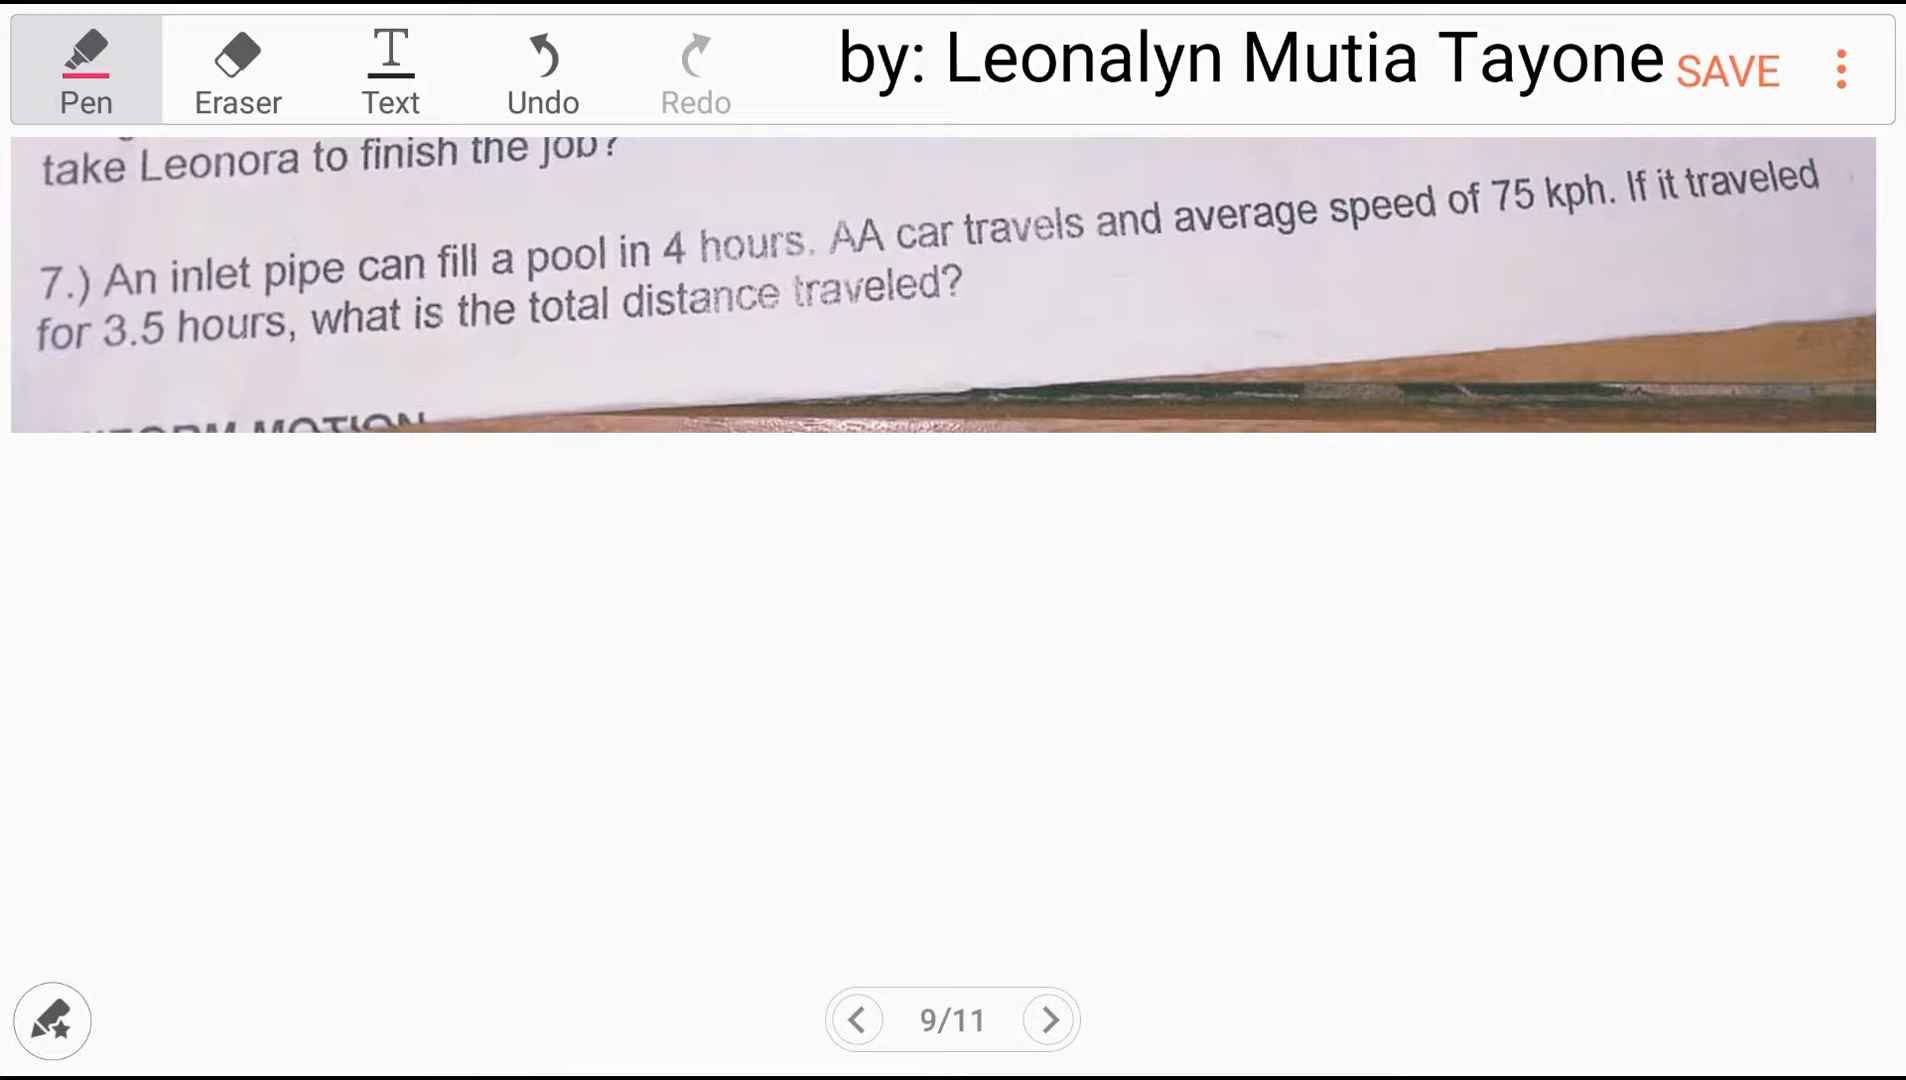 by: Leonalyn Mutia Tayone
SAVE
Pen
Eraser
Text
Undo
Redo
take Leonora to finish the job?
7.) An inlet pipe can fill a pool in 4 hours. AA car travels and average speed of 75 kph. If it traveled
for 3.5 hours, what is the total distance traveled?
MOTION
9/11